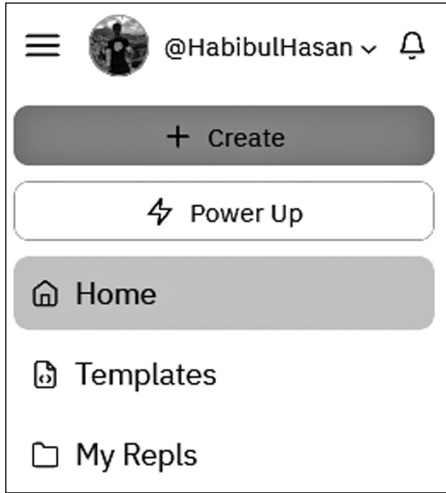 @HabibulHasan
Create
Power Up
Home
Templates
My Repls